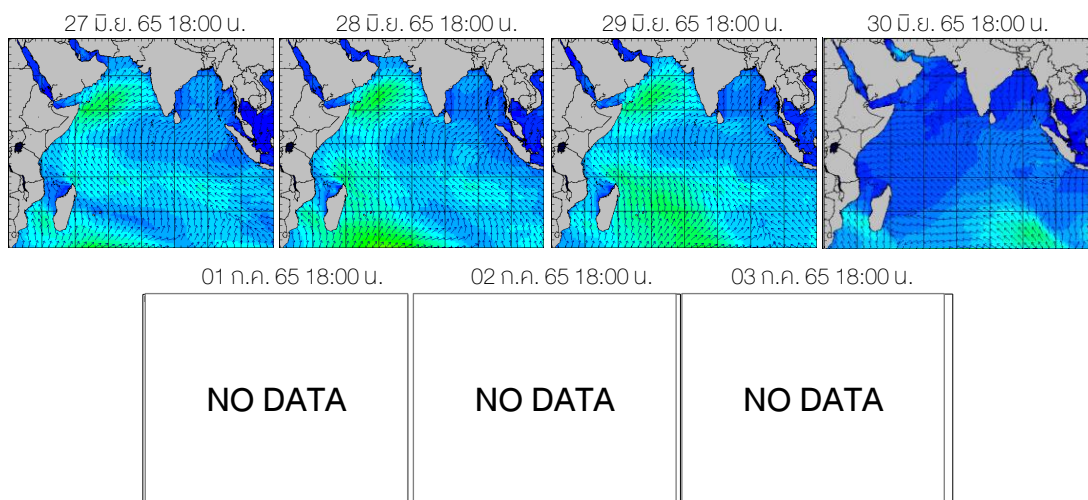 27 มิ.ย. 65 18:00 น.
28 มิ.ย. 65 18:00 น.
29 มิ.ย. 65 18:00 น.
30 มิ.ย. 65 18:00 น.
01 ก.ค. 65 18:00 น.
02 ก.ค. 65 18:00 น.
03 ก.ค. 65 18:00 น.
NO DATA
NO DATA
NO DATA